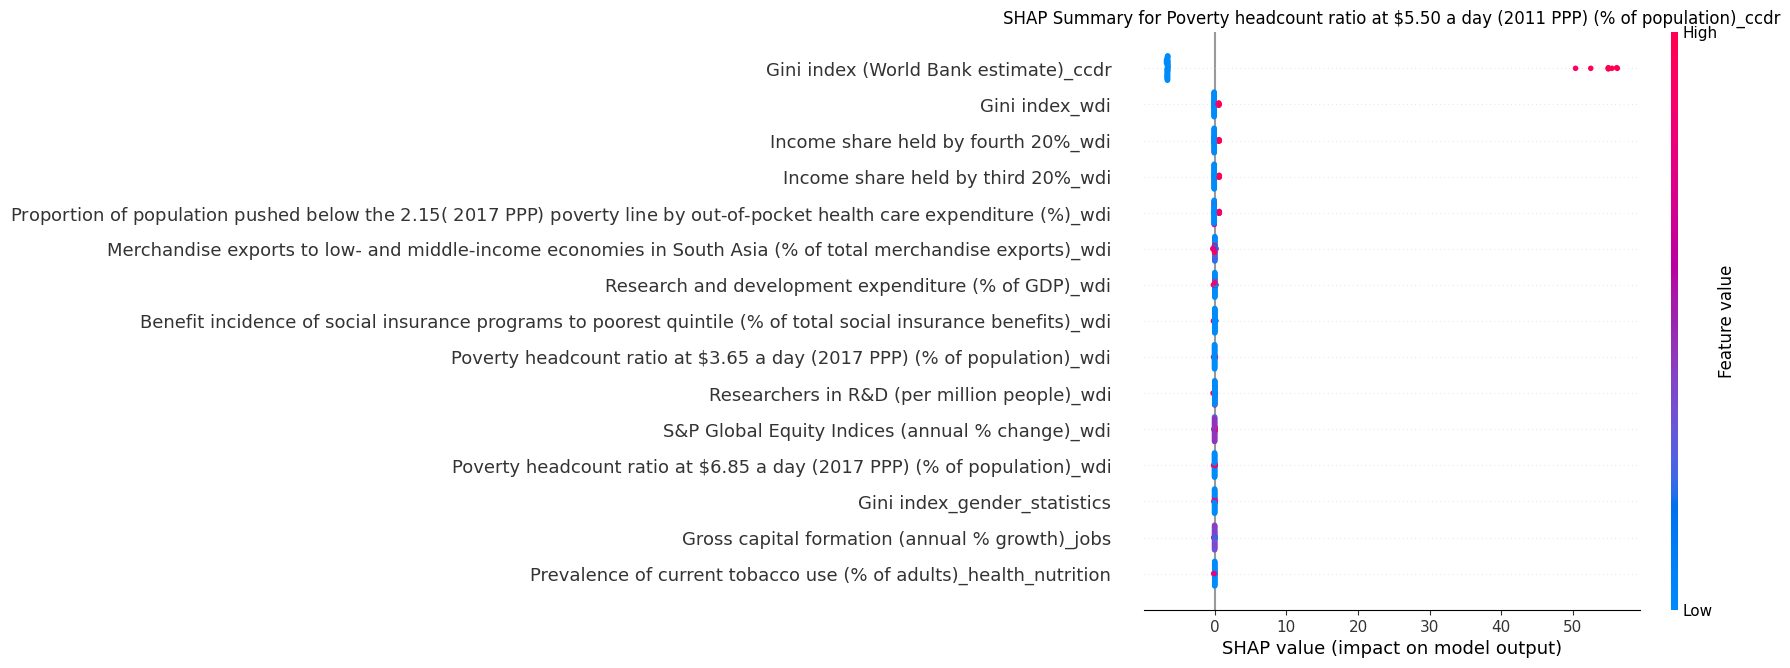 SHAP Summary for Poverty headcount ratio at $5.50 a day (2011 PPP) (% of population)_ccdr
High
Gini index (World Bank estimate)_ccdr
Gini index_wdi
Income share held by fourth 20%_wdi
Income share held by third 20%_wdi
Proportion of population pushed below the 2.15( 2017 PPP) poverty line by out-of-pocket health care expenditure (%)_wdi
Merchandise exports to low- and middle-income economies in South Asia (% of total merchandise exports)_wdi
Research and development expenditure (% of GDP)_wdi
Benefit incidence of social insurance programs to poorest quintile (% of total social insurance benefits)_wdi
Poverty headcount ratio at $3.65 a day (2017 PPP) (% of population)_wdi
Researchers in R&D (per million people)_wdi
S&P Global Equity Indices (annual % change)_wdi
Poverty headcount ratio at $6.85 a day (2017 PPP) (% of population)_wdi
Gini index_gender_statistics
Gross capital formation (annual % growth)_jobs
Prevalence of current tobacco use (% of adults)_health_nutrition
Feature value
Low
0 10 20 30 40 50
SHAP value (impact on model output)